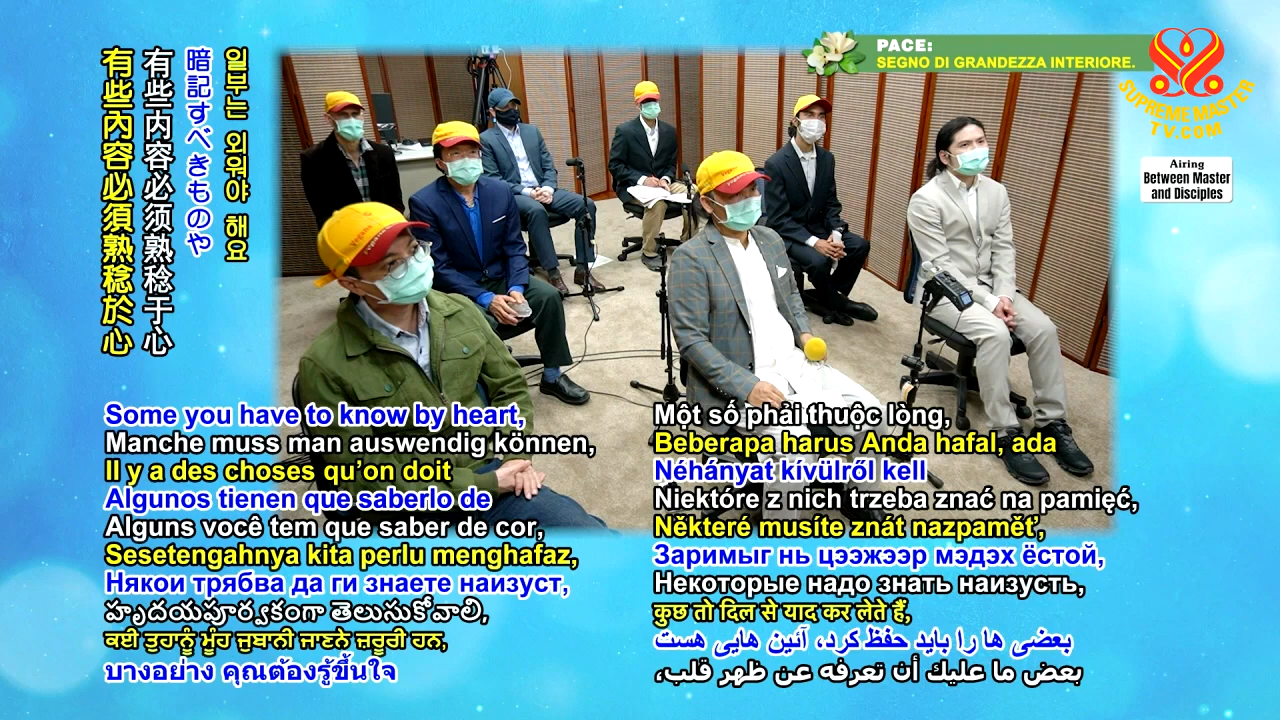 有些內容必須熟稔於心
有些内容必须熟稔于心
暗記すべきものや
일부는 외워야 해요
PACE:
SEGNO DI GRANDEZZA INTERIORE.
SUPREME MASTER
TV.COM
Airing
Between Master
and Disciples
Some you have to know by heart,
Manche muss man auswendig können,
Il y a des choses qu'on doit
Algunos tienen que saberlo de
Alguns você tem que saber de cor,
Sesetengahnya kita perlu menghafaz,
Някои трябва да ги знаете наизуст,
హృదయపూర్వకంగా తెలుసుకోవాలి,
ਕਈ ਤੁਹਾਨੂੰ ਮੂੰਹ ਜ਼ੁਬਾਨੀ ਜਾਣਨੇ ਜ਼ਰੂਰੀ ਹਨ,
บางอย่าง คุณต้องรู้ขึ้นใจ
Một số phải thuộc lòng,
Beberapa harus Anda hafal, ada
Néhányat kívülről kell
Niektóre z nich trzeba znać na pamięć,
Některé musíte znát nazpaměť,
Заримыг нь цээжээр мэдэх ёстой,
Некоторые надо знать наизусть,
कुछ तो दिल से याद कर लेते हैं,
بعضی ها را باید حفظ کرد، آئین هایی هست
بعض ما عليك أن تعرفه عن ظهر قلب،